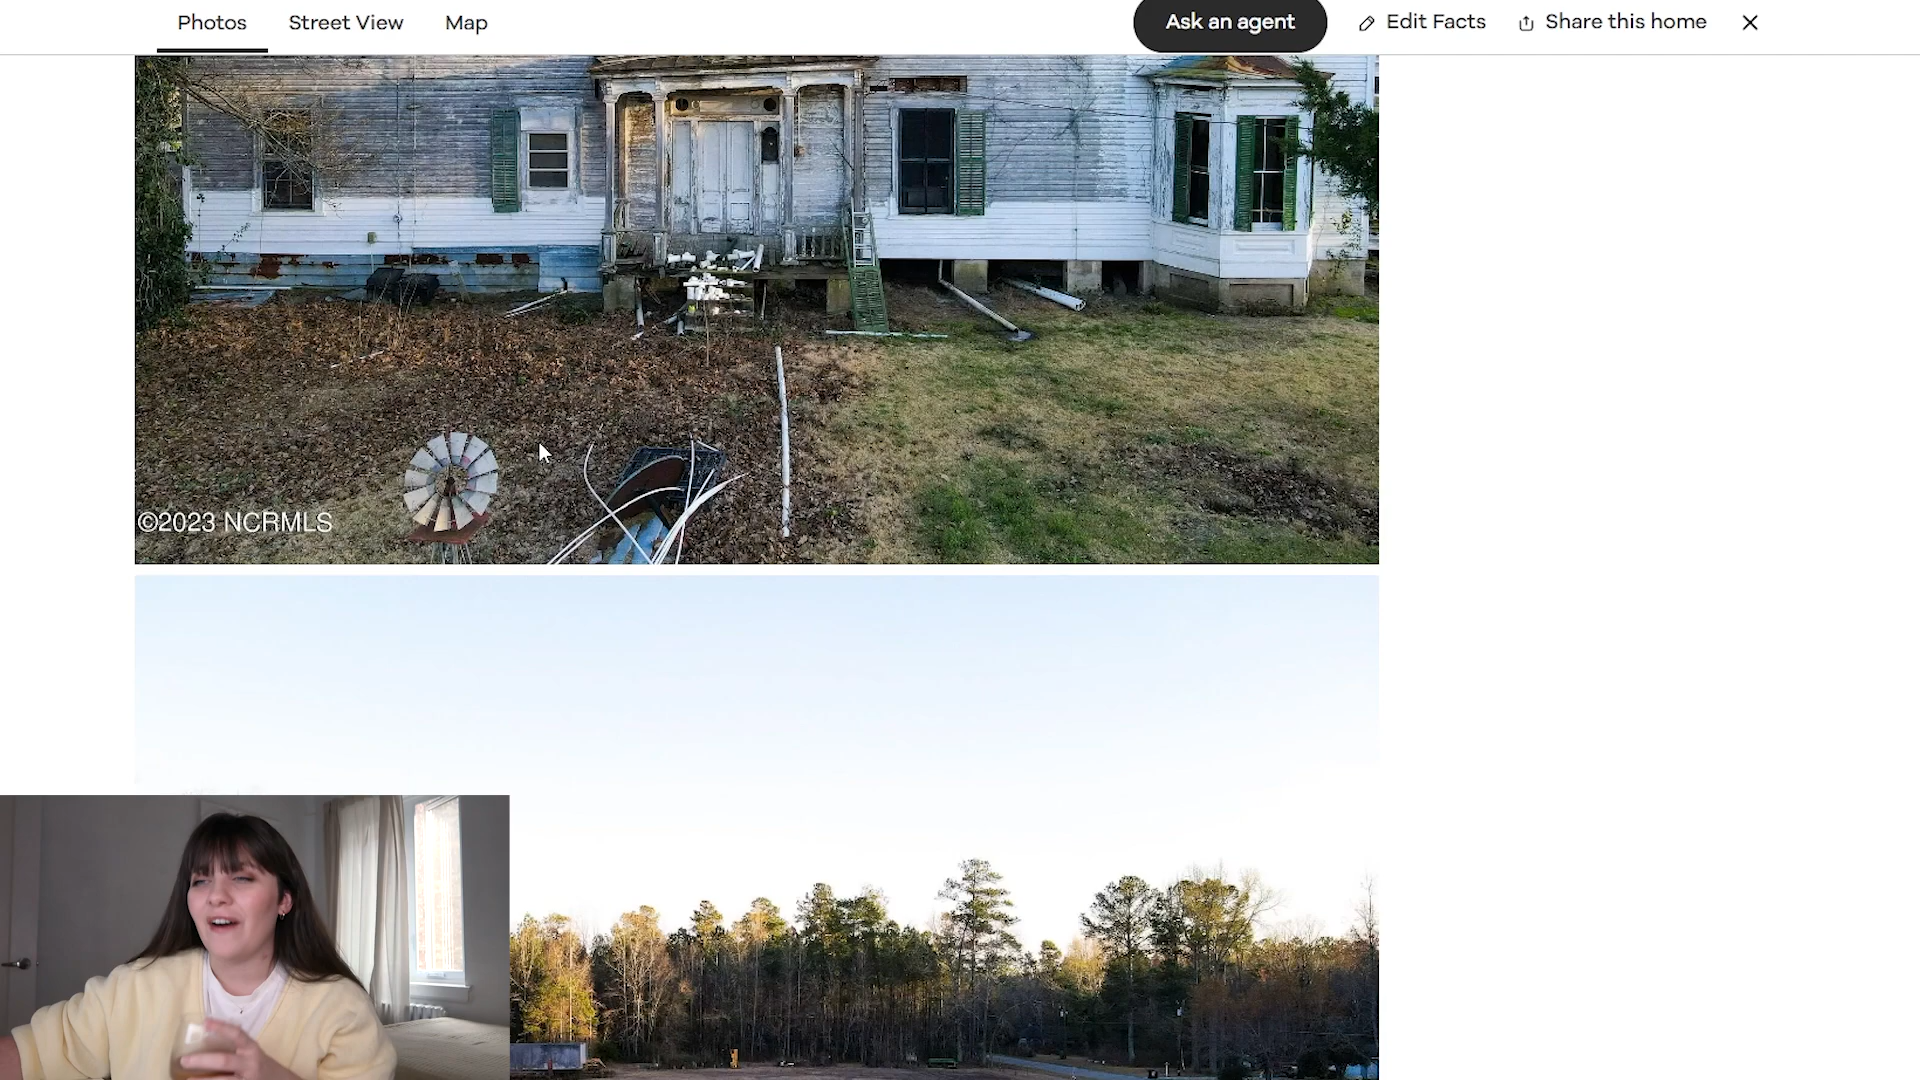 Photos
Street View
Map
Ask an agent
Edit Facts
Share this home
©2023 NCRMLS